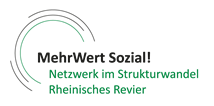 MehrWert Sozial!
Netzwerk im Strukturwandel
Rheinisches Revier